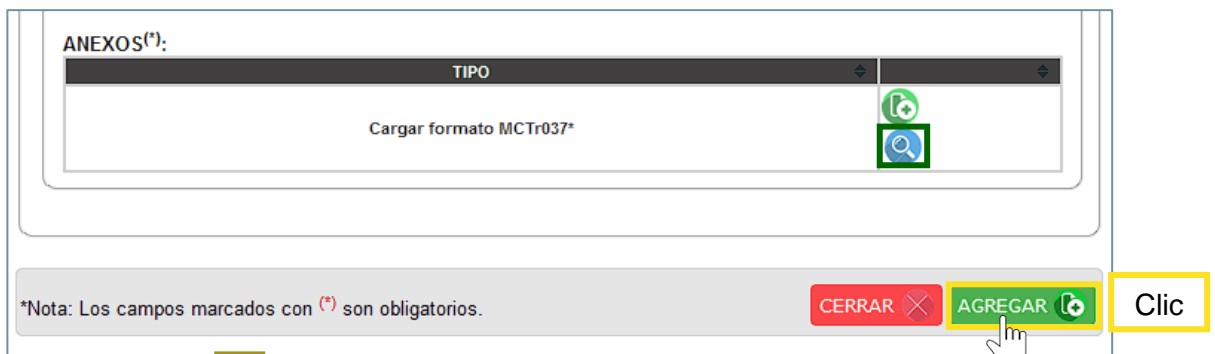 ANEXOS(*):
TIPO
Cargar formato MCTr037*
*Nota: Los campos marcados con (*) son obligatorios.
CERRAR
AGREGAR
Clic